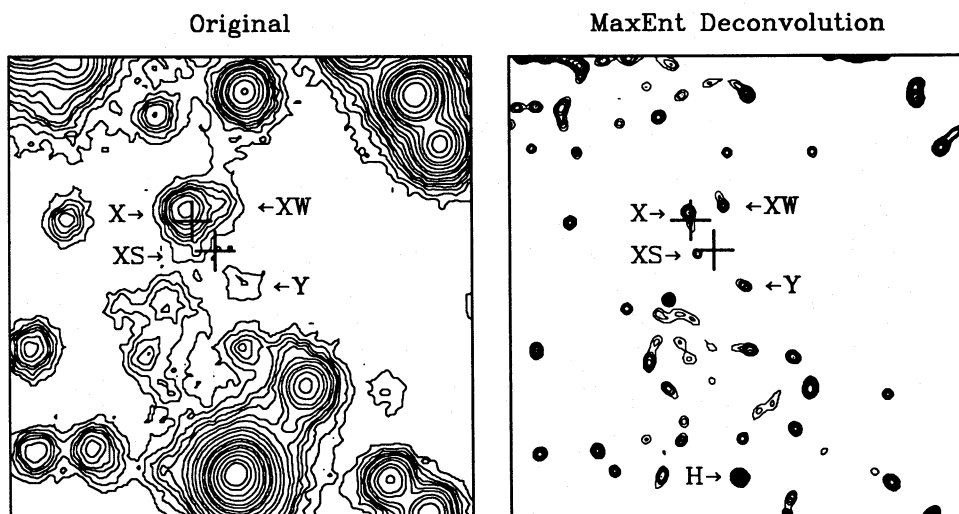 Original
X→
←XW
XS→
←Y
MaxEnt Deconvolution
X→
←XW
XS→
←Y
H→